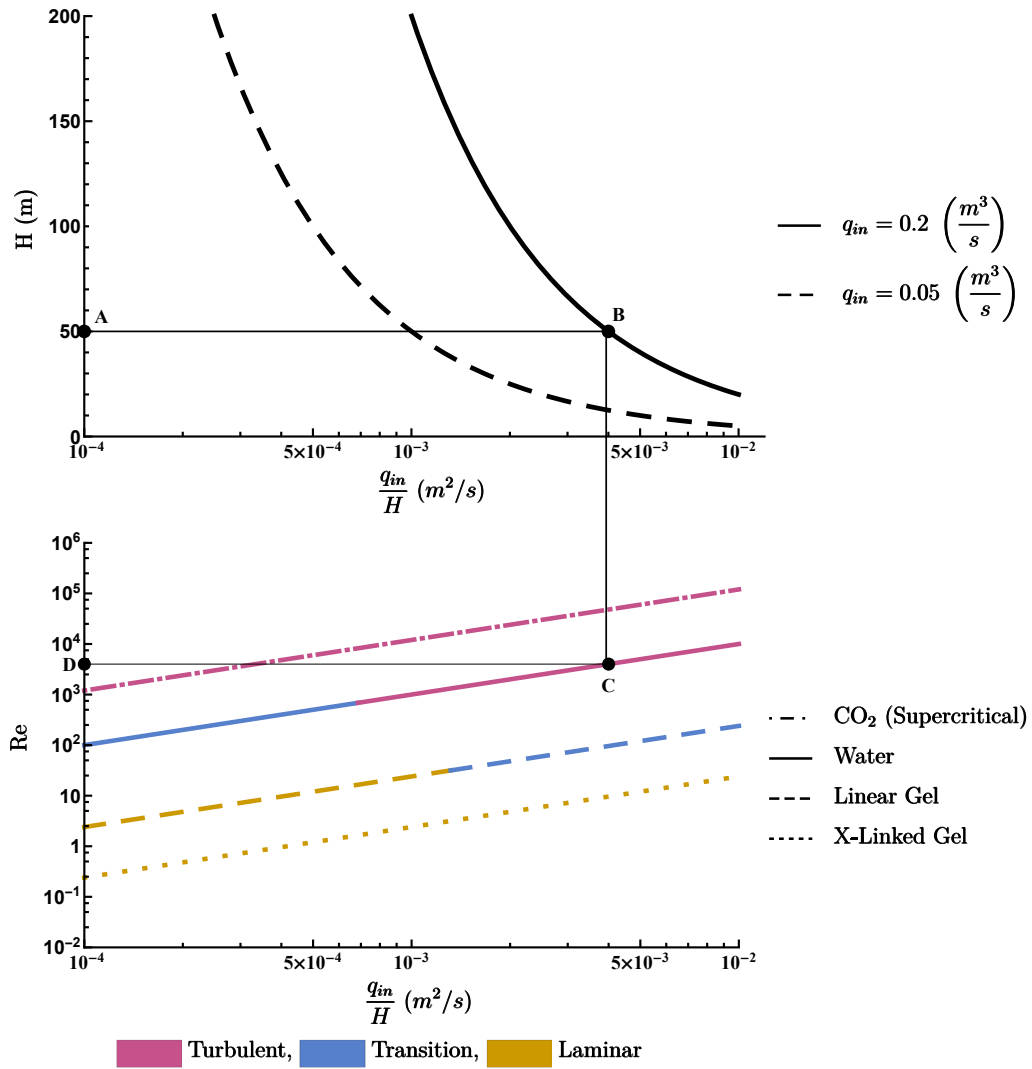 200
150
100
50
0
H (m)
A
B
10⁻⁴
5×10⁻⁴
10⁻³
5×10⁻³
10⁻²
q_in/H (m²/s)
q_in = 0.2 (m³/s)
q_in = 0.05 (m³/s)
10⁶
10⁵
10⁴
10³
10²
10
1
10⁻¹
10⁻²
Re
D
C
10⁻⁴
5×10⁻⁴
10⁻³
5×10⁻³
10⁻²
q_in/H (m²/s)
CO₂ (Supercritical)
Water
Linear Gel
X-Linked Gel
Turbulent, Transition, Laminar